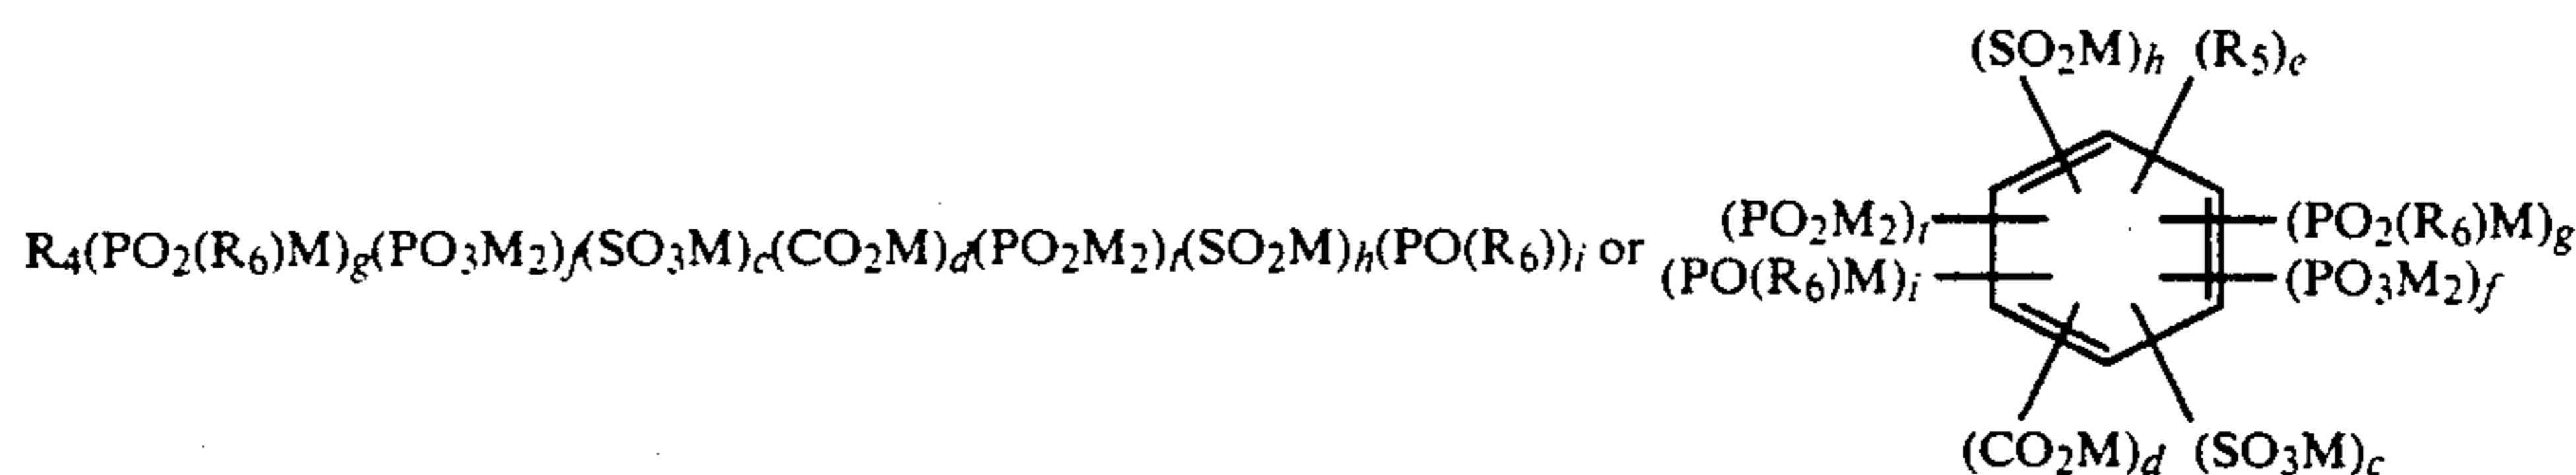 (SO₂M)ₕ (R₅)ₑ
R₄(PO₂(R₆)M)g(PO₃M₂)f(SO₃M)c(CO₂M)d(PO₂M₂)t(SO₂M)ₕ(PO(R₆))ᵢ or (PO₂M₂)t (PO₂(R₆)M)g
(PO(R₆)M)ᵢ (PO₃M₂)f
(CO₂M)d (SO₃M)c